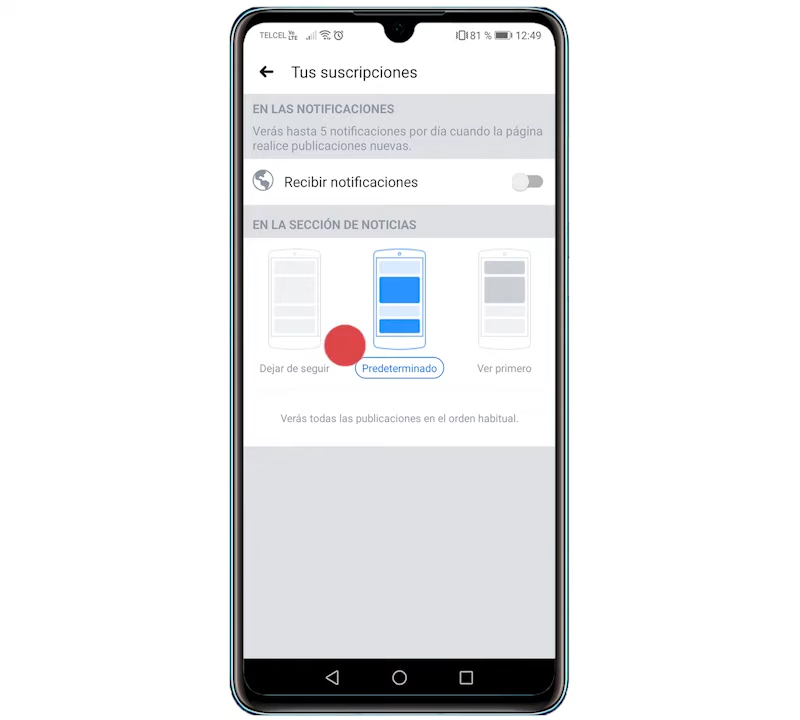 TELCEL Vo LTE 81 % 12:49
Tus suscripciones
EN LAS NOTIFICACIONES
Verás hasta 5 notificaciones por día cuando la página
realice publicaciones nuevas.
Recibir notificaciones
EN LA SECCIÓN DE NOTICIAS
Dejar de seguir Predeterminado Ver primero
Verás todas las publicaciones en el orden habitual.